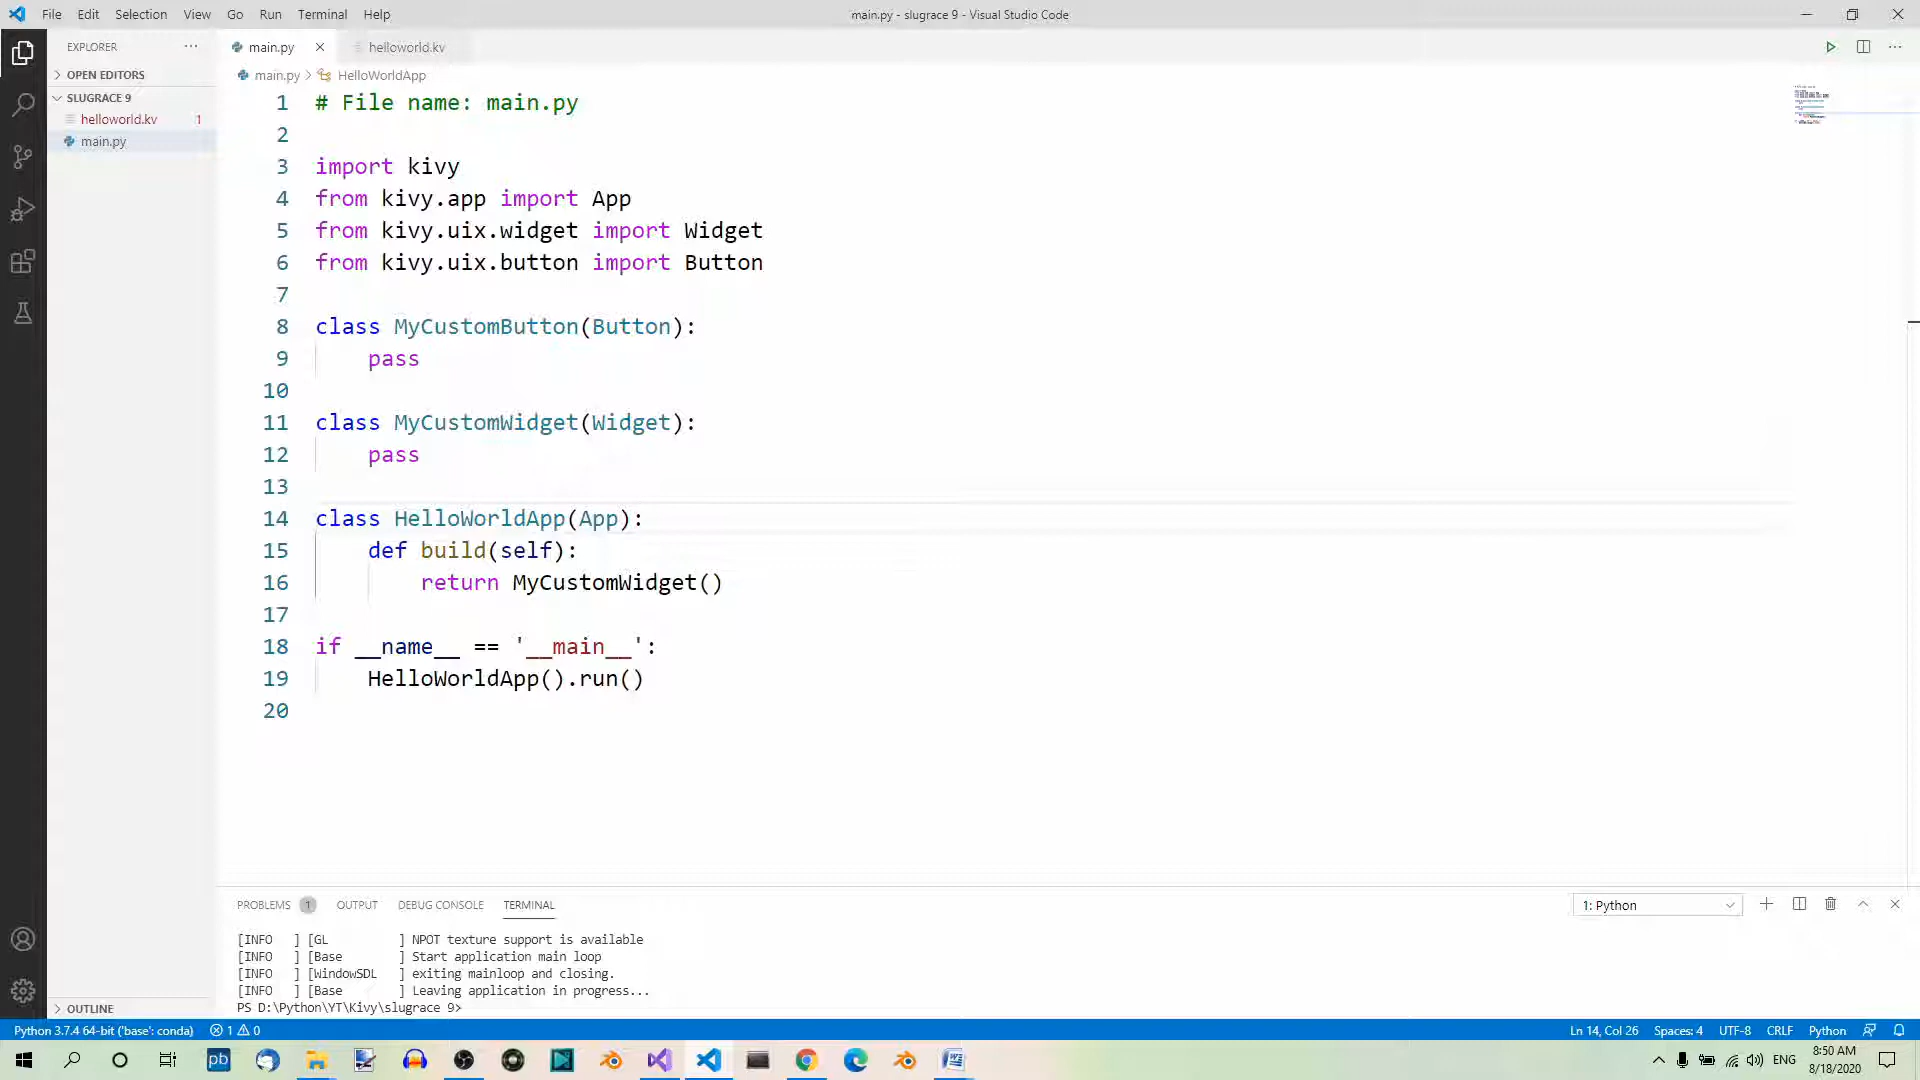 File Edit Selection View Go Run Terminal Help
main.py - slugrace 9 - Visual Studio Code
EXPLORER
OPEN EDITORS
SLUGRACE 9
helloworld.kv 1
main.py
OUTLINE
main.py helloworld.kv
main.py > HelloWorldApp
1 # File name: main.py
2
3 import kivy
4 from kivy.app import App
5 from kivy.uix.widget import Widget
6 from kivy.uix.button import Button
7
8 class MyCustomButton(Button):
9 pass
10
11 class MyCustomWidget(Widget):
12 pass
13
14 class HelloWorldApp(App):
15 def build(self):
16 return MyCustomWidget()
17
18 if __name__ == '__main__':
19 HelloWorldApp().run()
20
PROBLEMS 1 OUTPUT DEBUG CONSOLE TERMINAL
1: Python
[INFO   ] [GL          ] NPOT texture support is available
[INFO   ] [Base        ] Start application main loop
[INFO   ] [WindowSDL   ] exiting mainloop and closing.
[INFO   ] [Base        ] Leaving application in progress...
PS D:\Python\YT\Kivy\slugrace 9>
Python 3.7.4 64-bit ('base': conda) 1 0
Ln 14, Col 26 Spaces: 4 UTF-8 CRLF Python
pb
ENG
8:50 AM
8/18/2020